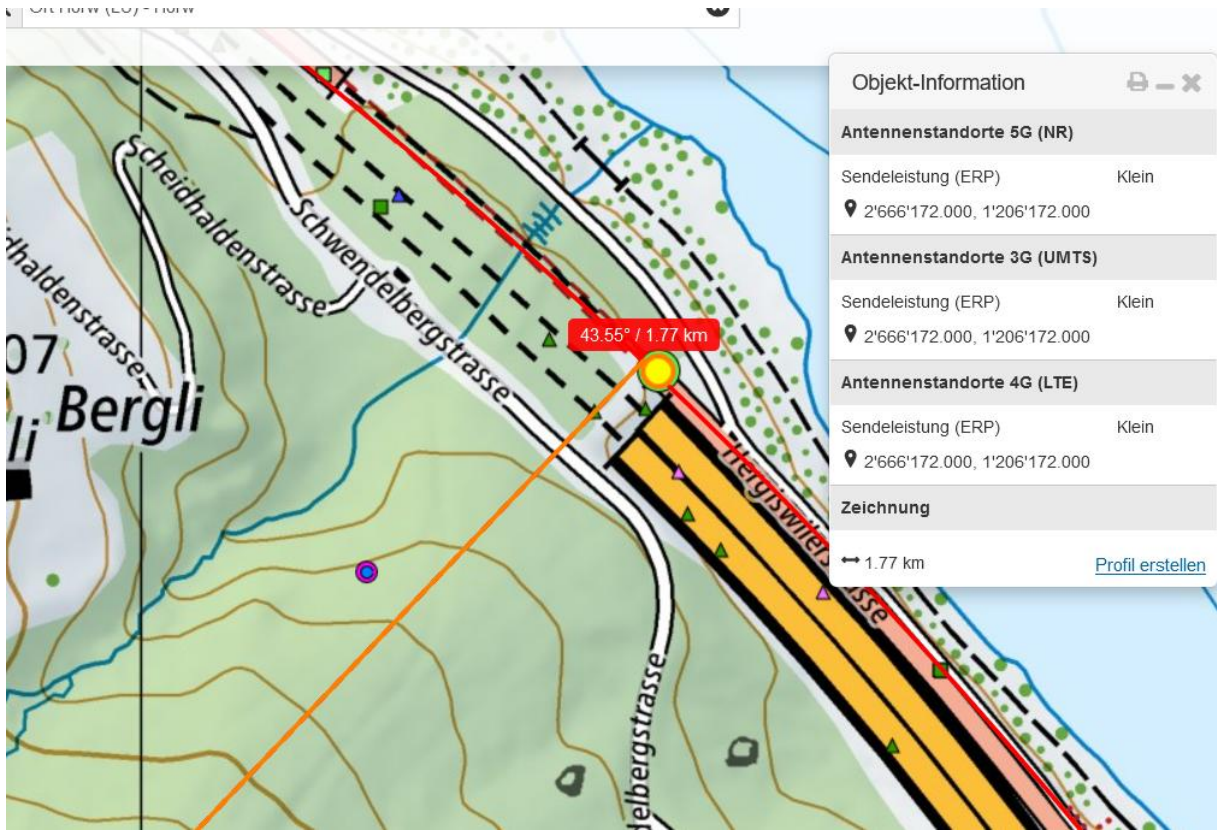 Ort Horw (LU) - Horw
Objekt-Information
Antennenstandorte 5G (NR)
Sendeleistung (ERP) Klein
2'666'172.000, 1'206'172.000
Antennenstandorte 3G (UMTS)
Sendeleistung (ERP) Klein
2'666'172.000, 1'206'172.000
Antennenstandorte 4G (LTE)
Sendeleistung (ERP) Klein
2'666'172.000, 1'206'172.000
Zeichnung
1.77 km Profil erstellen
Scheidhaldenstrasse
Schwendelbergstrasse
haldenstrasse
43.55° / 1.77 km
07
Bergli
li
Hergiswilerstrasse
delbergstrasse